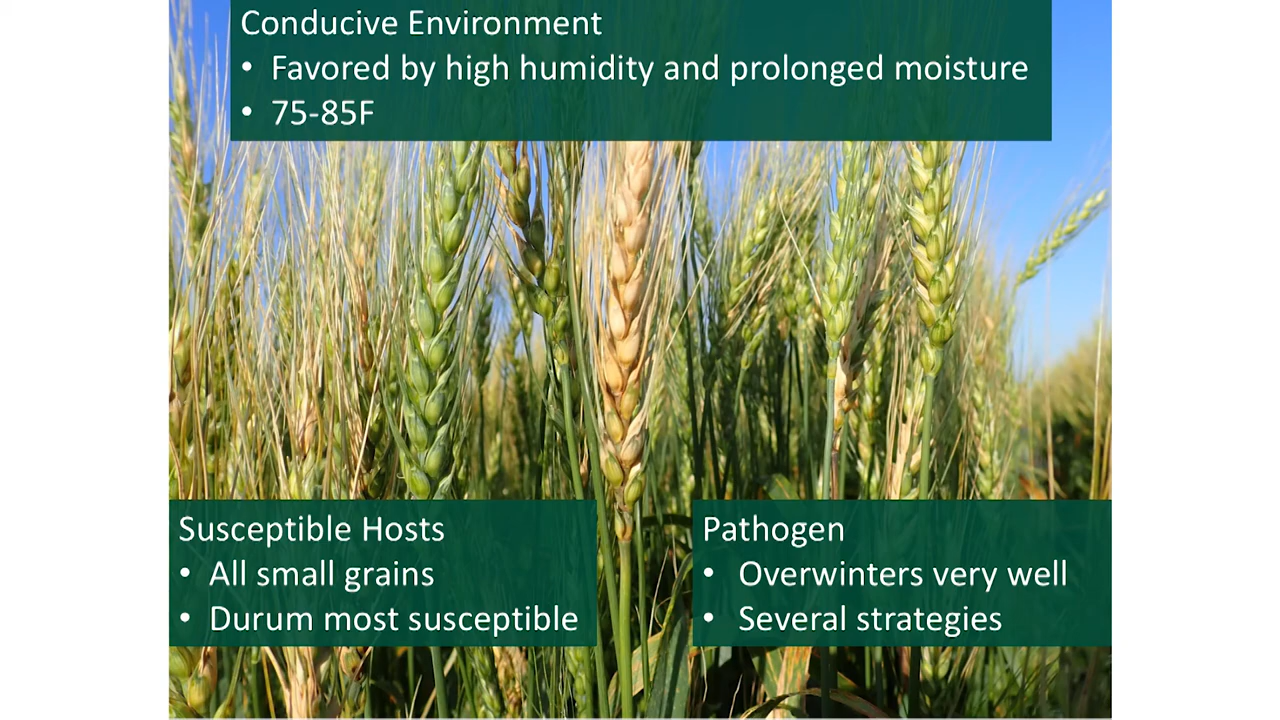 Conducive Environment
• Favored by high humidity and prolonged moisture
• 75-85F
Susceptible Hosts
• All small grains
• Durum most susceptible
Pathogen
• Overwinters very well
• Several strategies